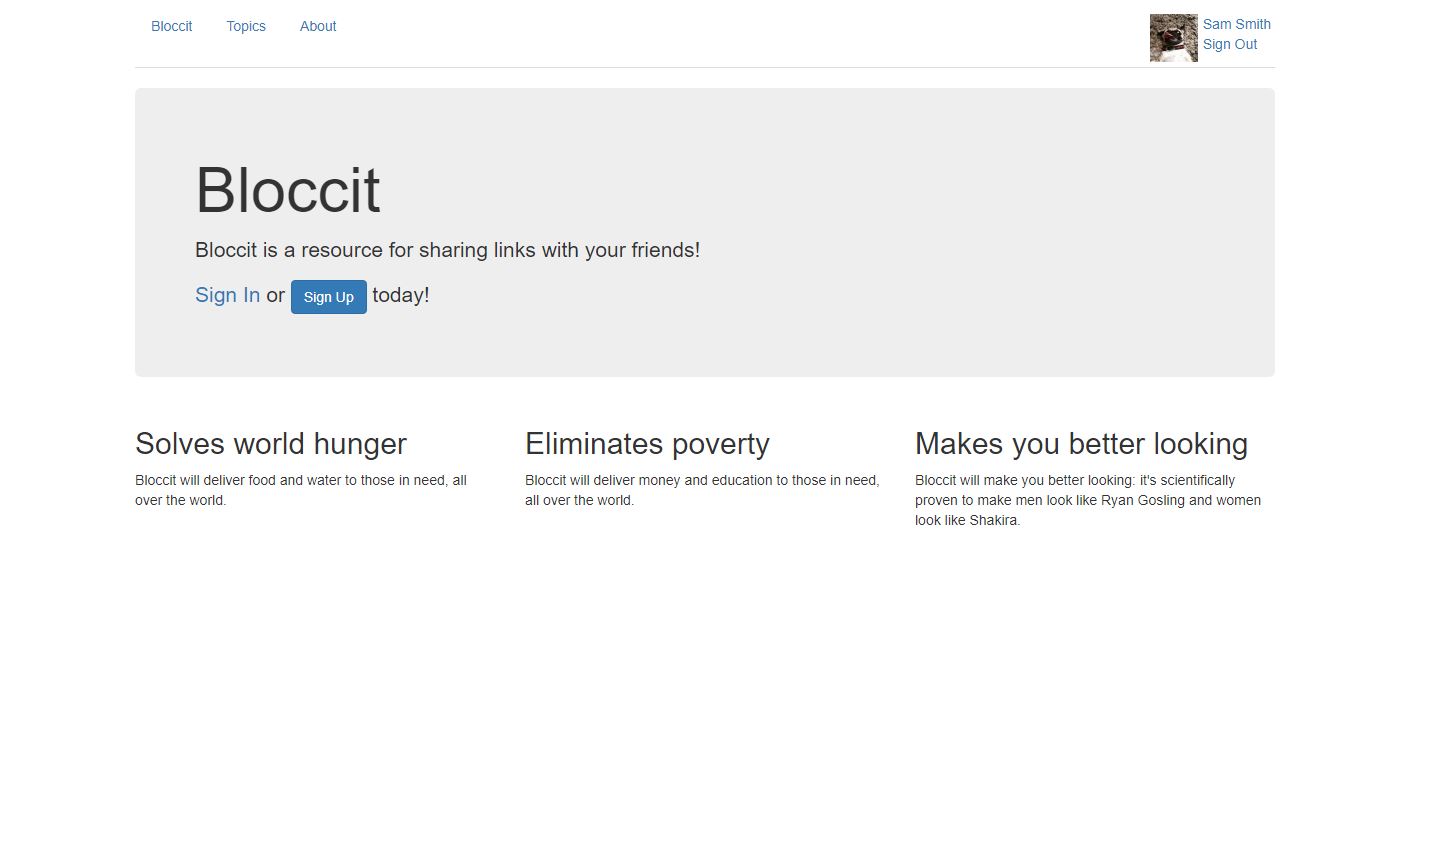 Bloccit Topics About
Sam Smith
Sign Out
Bloccit
Bloccit is a resource for sharing links with your friends!
Sign In or Sign Up today!
Solves world hunger
Bloccit will deliver food and water to those in need, all
over the world.
Eliminates poverty
Bloccit will deliver money and education to those in need,
all over the world.
Makes you better looking
Bloccit will make you better looking: it's scientifically
proven to make men look like Ryan Gosling and women
look like Shakira.